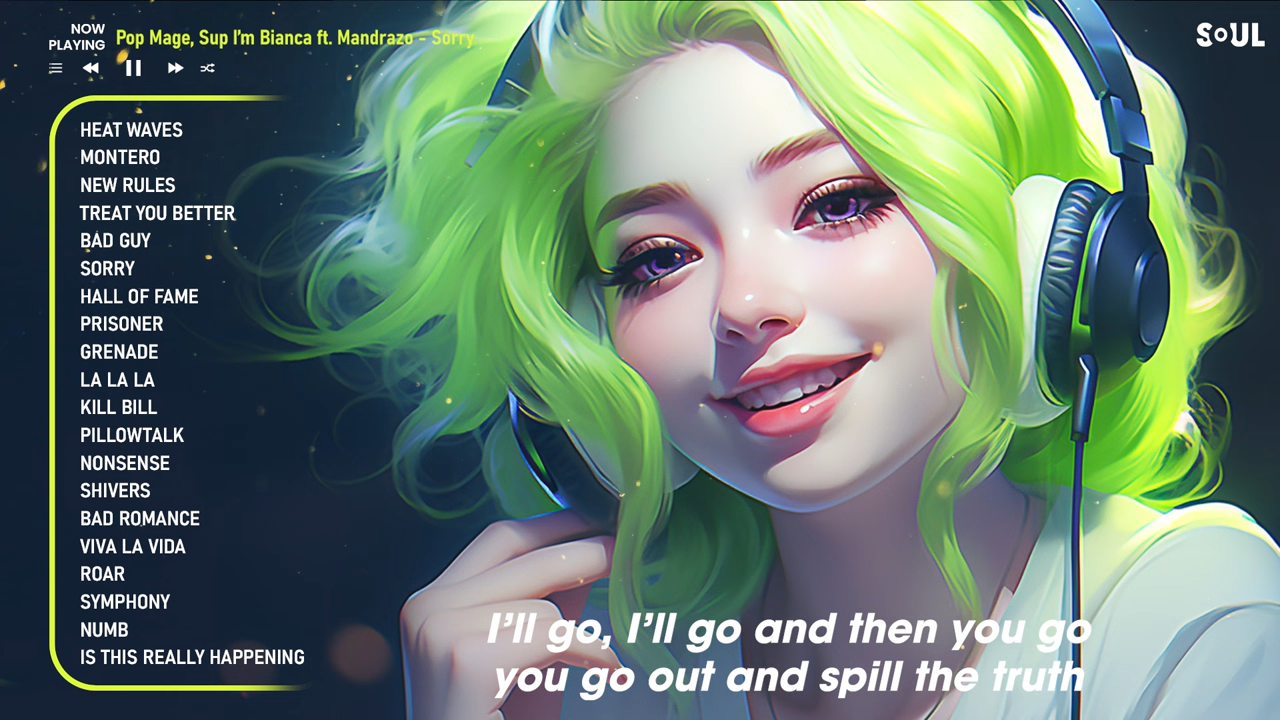 NOW
PLAYING
Pop Mage, Sup I'm Bianca ft. Mandrazo - Sorry
SOUL
HEAT WAVES
MONTERO
NEW RULES
TREAT YOU BETTER
BAD GUY
SORRY
HALL OF FAME
PRISONER
GRENADE
LA LA LA
KILL BILL
PILLOWTALK
NONSENSE
SHIVERS
BAD ROMANCE
VIVA LA VIDA
ROAR
SYMPHONY
NUMB
IS THIS REALLY HAPPENING
I'll go, I'll go and then you go
you go out and spill the truth